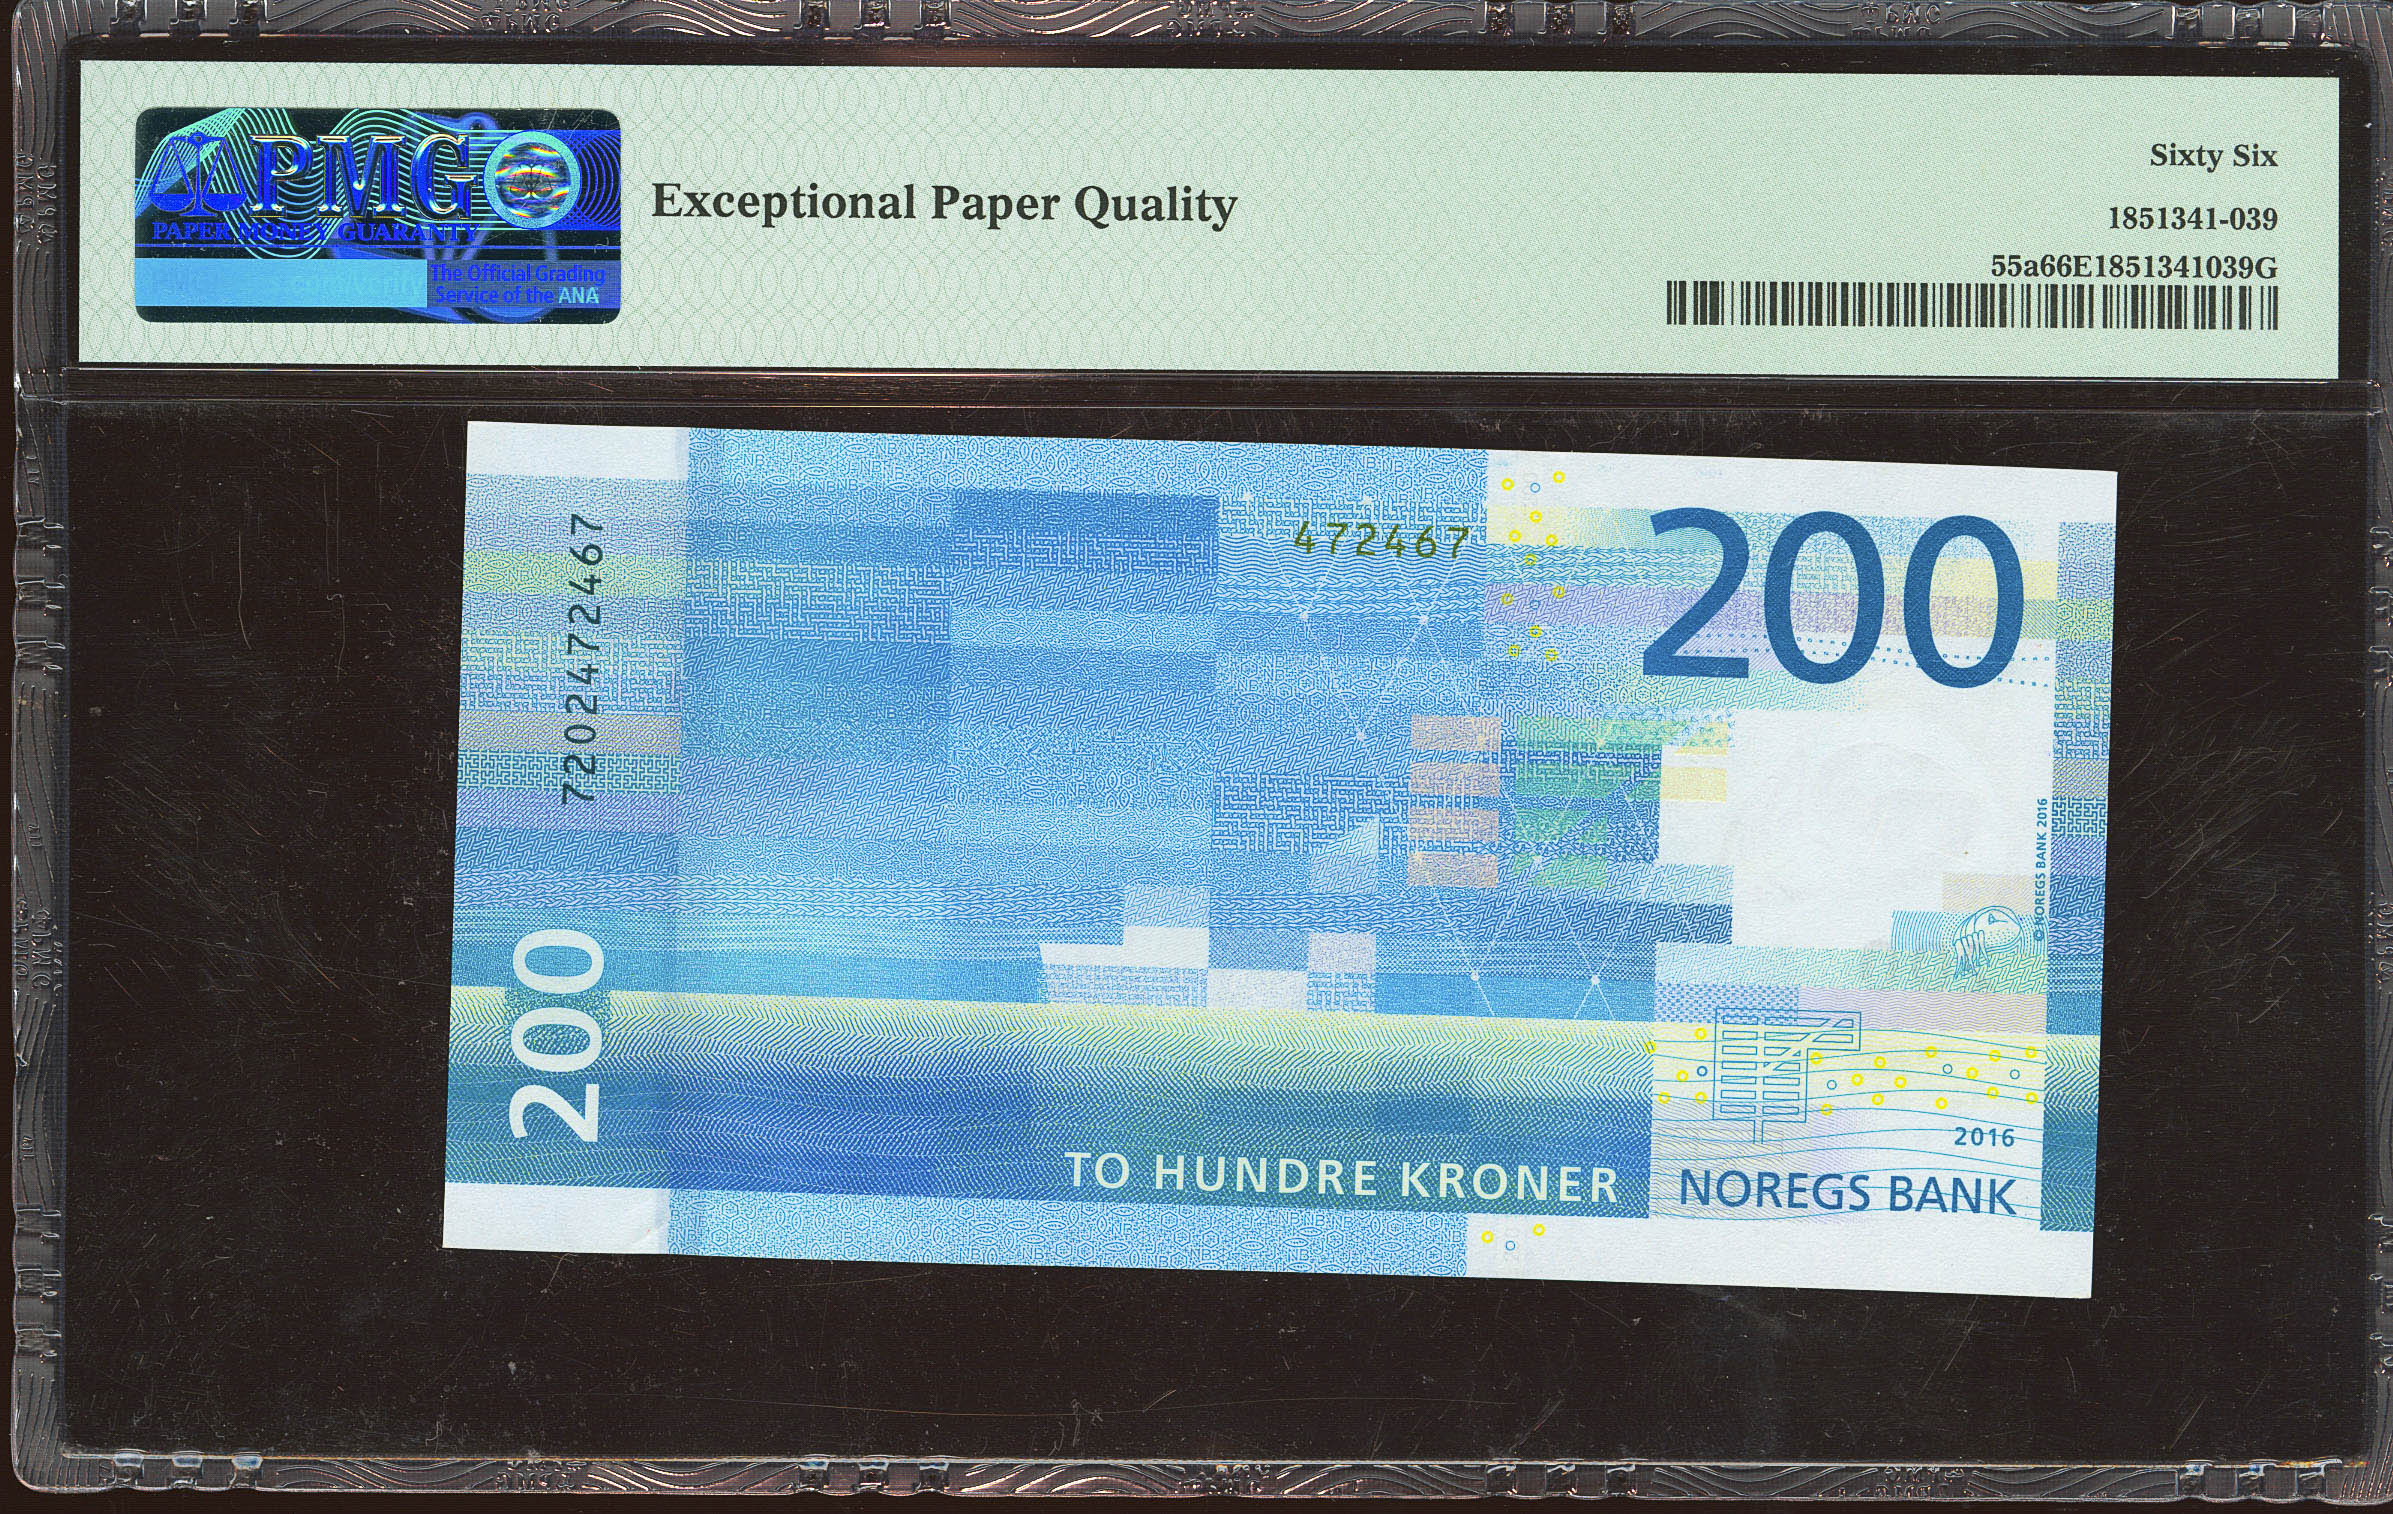 PMG
PAPER MONEY GUARANTY
The Official Grading
Service of the ANA
Exceptional Paper Quality
Sixty Six
1851341-039
55a66E1851341039G
7202472467
472467
200
200
© NOREGS BANK 2016
2016
TO HUNDRE KRONER
NOREGS BANK